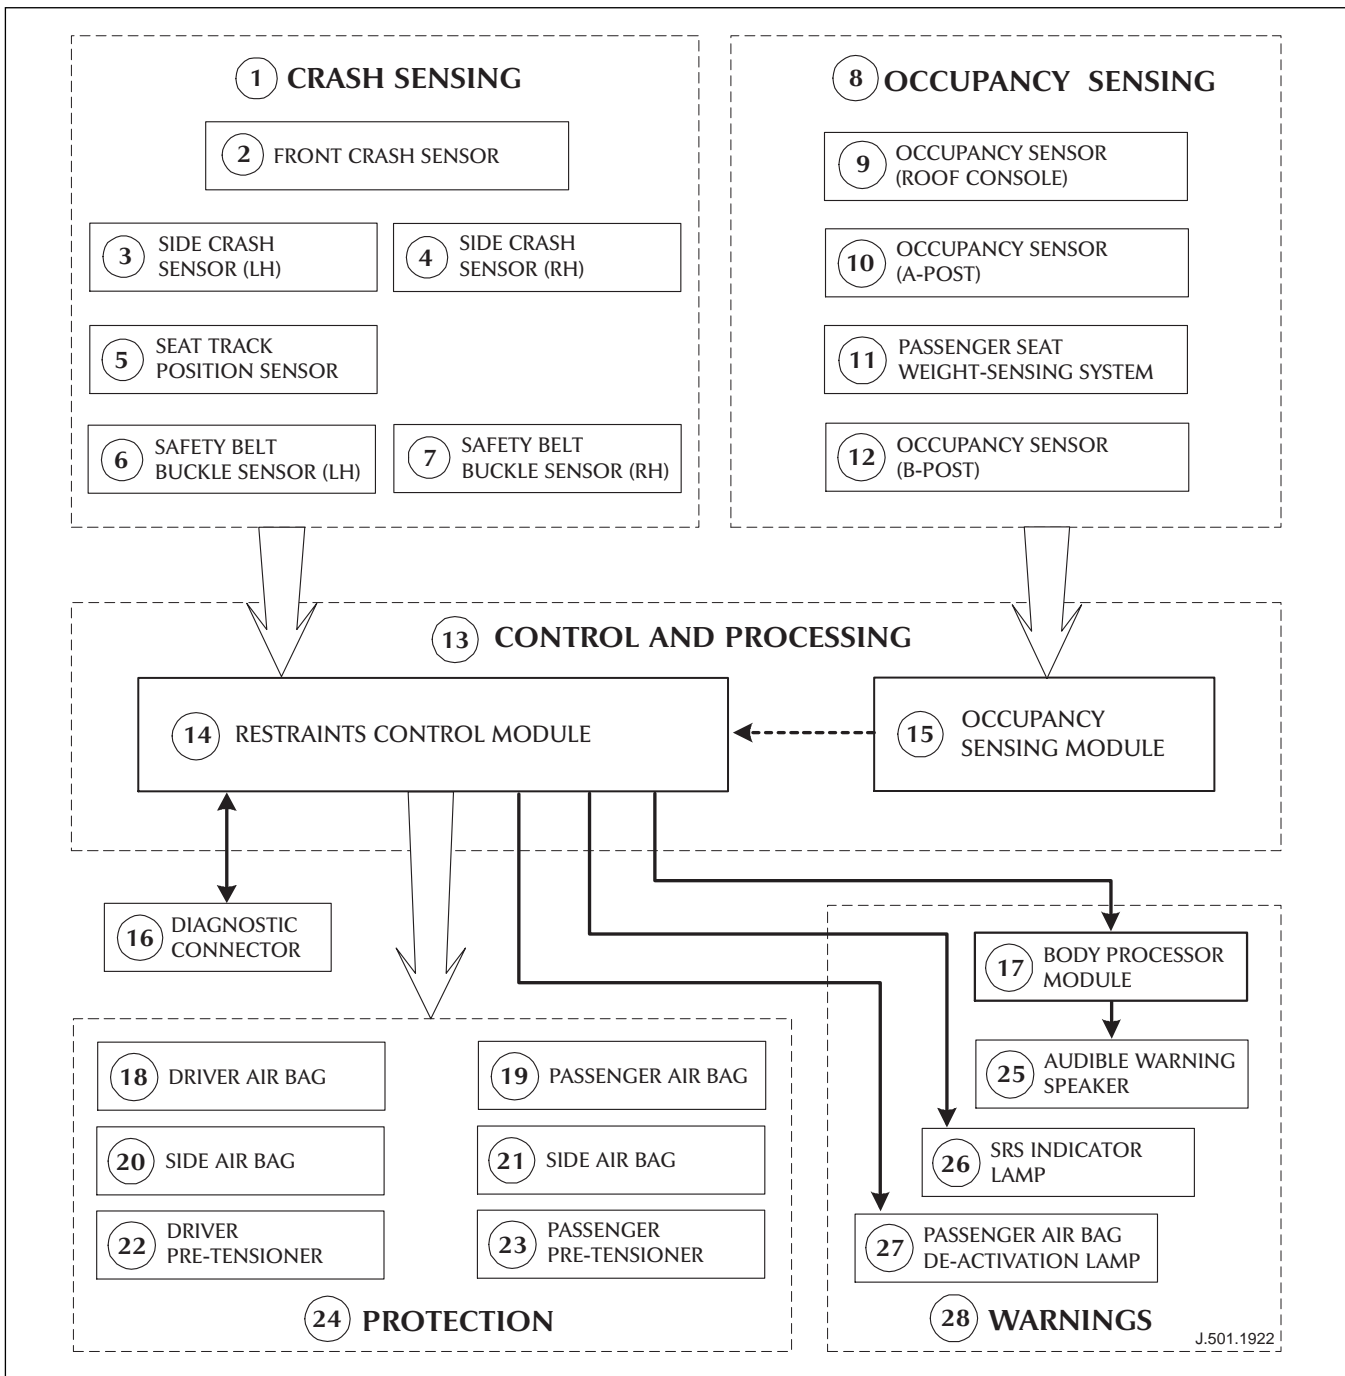 1 CRASH SENSING
2 FRONT CRASH SENSOR
3 SIDE CRASH
SENSOR (LH)
4 SIDE CRASH
SENSOR (RH)
5 SEAT TRACK
POSITION SENSOR
6 SAFETY BELT
BUCKLE SENSOR (LH)
7 SAFETY BELT
BUCKLE SENSOR (RH)
8 OCCUPANCY SENSING
9 OCCUPANCY SENSOR
(ROOF CONSOLE)
10 OCCUPANCY SENSOR
(A-POST)
11 PASSENGER SEAT
WEIGHT-SENSING SYSTEM
12 OCCUPANCY SENSOR
(B-POST)
13 CONTROL AND PROCESSING
14 RESTRAINTS CONTROL MODULE
15 OCCUPANCY
SENSING MODULE
16 DIAGNOSTIC
CONNECTOR
17 BODY PROCESSOR
MODULE
18 DRIVER AIR BAG
19 PASSENGER AIR BAG
20 SIDE AIR BAG
21 SIDE AIR BAG
22 DRIVER
PRE-TENSIONER
23 PASSENGER
PRE-TENSIONER
24 PROTECTION
25 AUDIBLE WARNING
SPEAKER
26 SRS INDICATOR
LAMP
27 PASSENGER AIR BAG
DE-ACTIVATION LAMP
28 WARNINGS
J.501.1922